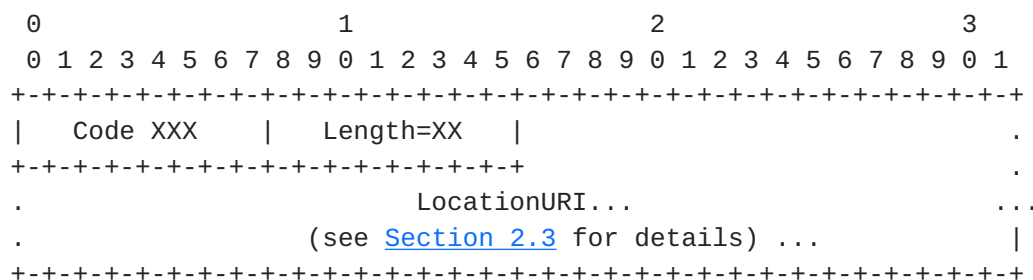 0                   1                   2                   3
 0 1 2 3 4 5 6 7 8 9 0 1 2 3 4 5 6 7 8 9 0 1 2 3 4 5 6 7 8 9 0 1
+-+-+-+-+-+-+-+-+-+-+-+-+-+-+-+-+-+-+-+-+-+-+-+-+-+-+-+-+-+-+-+-+
|   Code XXX    |   Length=XX   |                               .
+-+-+-+-+-+-+-+-+-+-+-+-+-+-+-+-+                               .
.                         LocationURI...                       ...
.                  (see Section 2.3 for details) ...            |
+-+-+-+-+-+-+-+-+-+-+-+-+-+-+-+-+-+-+-+-+-+-+-+-+-+-+-+-+-+-+-+-+